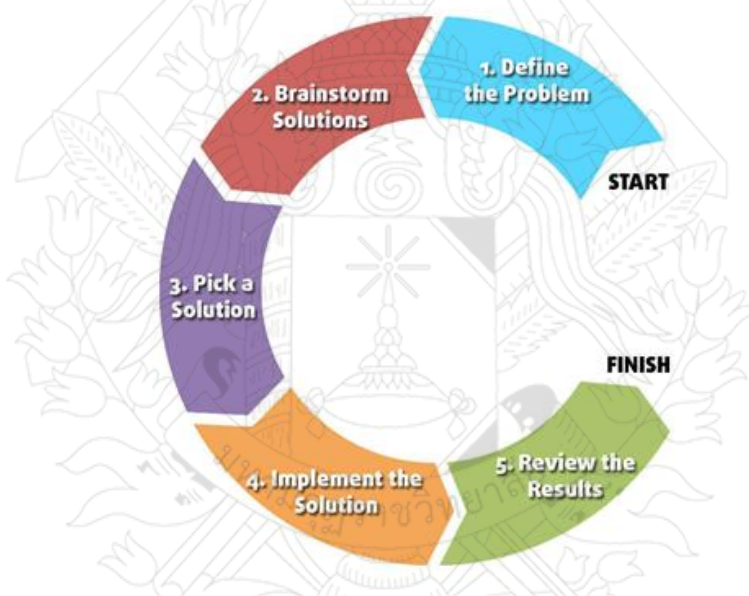 1. Define
the Problem
START
2. Brainstorm
Solutions
3. Pick a
Solution
4. Implement the
Solution
5. Review the
Results
FINISH